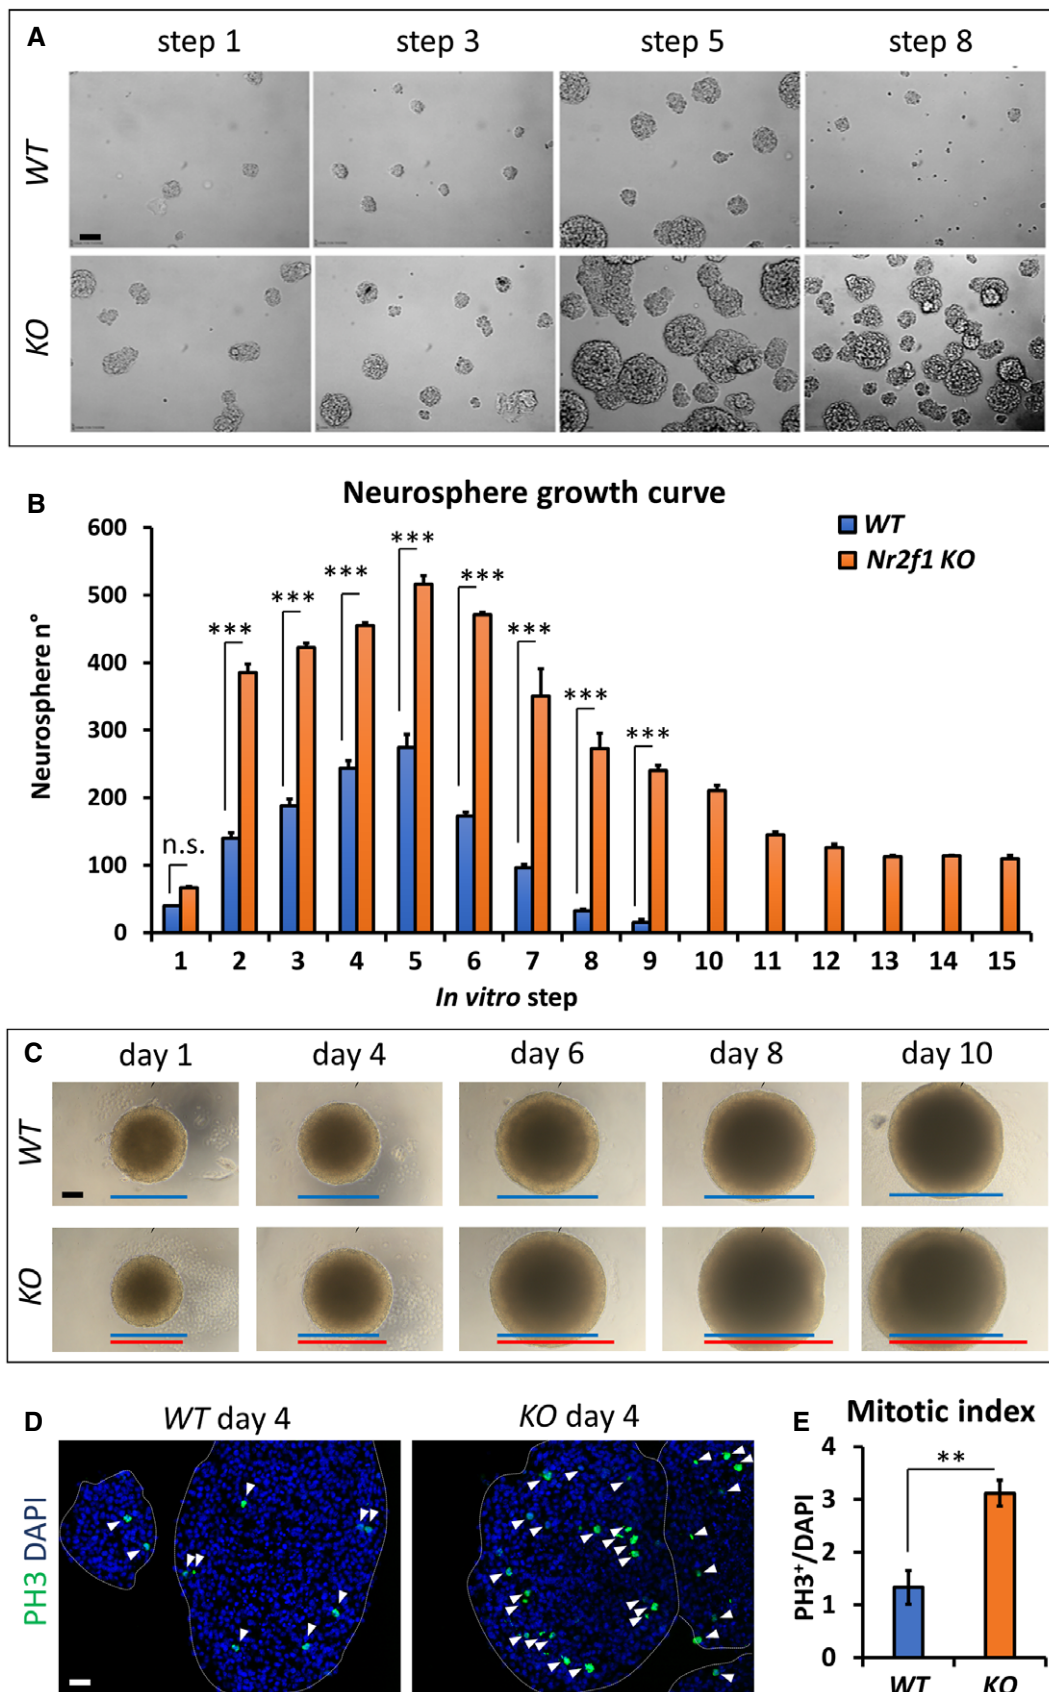 A
step 1
step 3
step 5
step 8
WT
KO
B
Neurosphere growth curve
WT
Nr2f1 KO
Neurosphere n°
600
500
400
300
200
100
0
n.s.
***
***
***
***
***
***
***
***
1 2 3 4 5 6 7 8 9 10 11 12 13 14 15
In vitro step
C
day 1
day 4
day 6
day 8
day 10
WT
KO
D
WT day 4
KO day 4
PH3 DAPI
E
Mitotic index
PH3⁺/DAPI
4
3
2
1
0
**
WT
KO